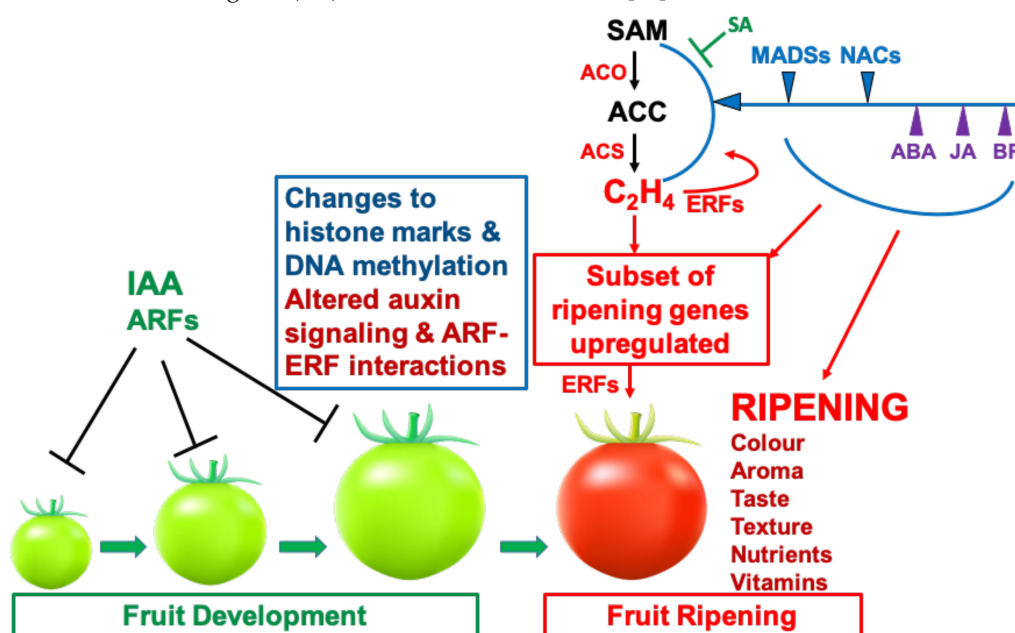 SAM
SA
MADSs NACs
ACO
ACC
ACS
ABA JA
C₂H₄ ERFs
Changes to
histone marks &
DNA methylation
Altered auxin
signaling & ARF-
ERF interactions
IAA
ARFs
Subset of
ripening genes
upregulated
ERFs
RIPENING
Colour
Aroma
Taste
Texture
Nutrients
Vitamins
Fruit Development
Fruit Ripening